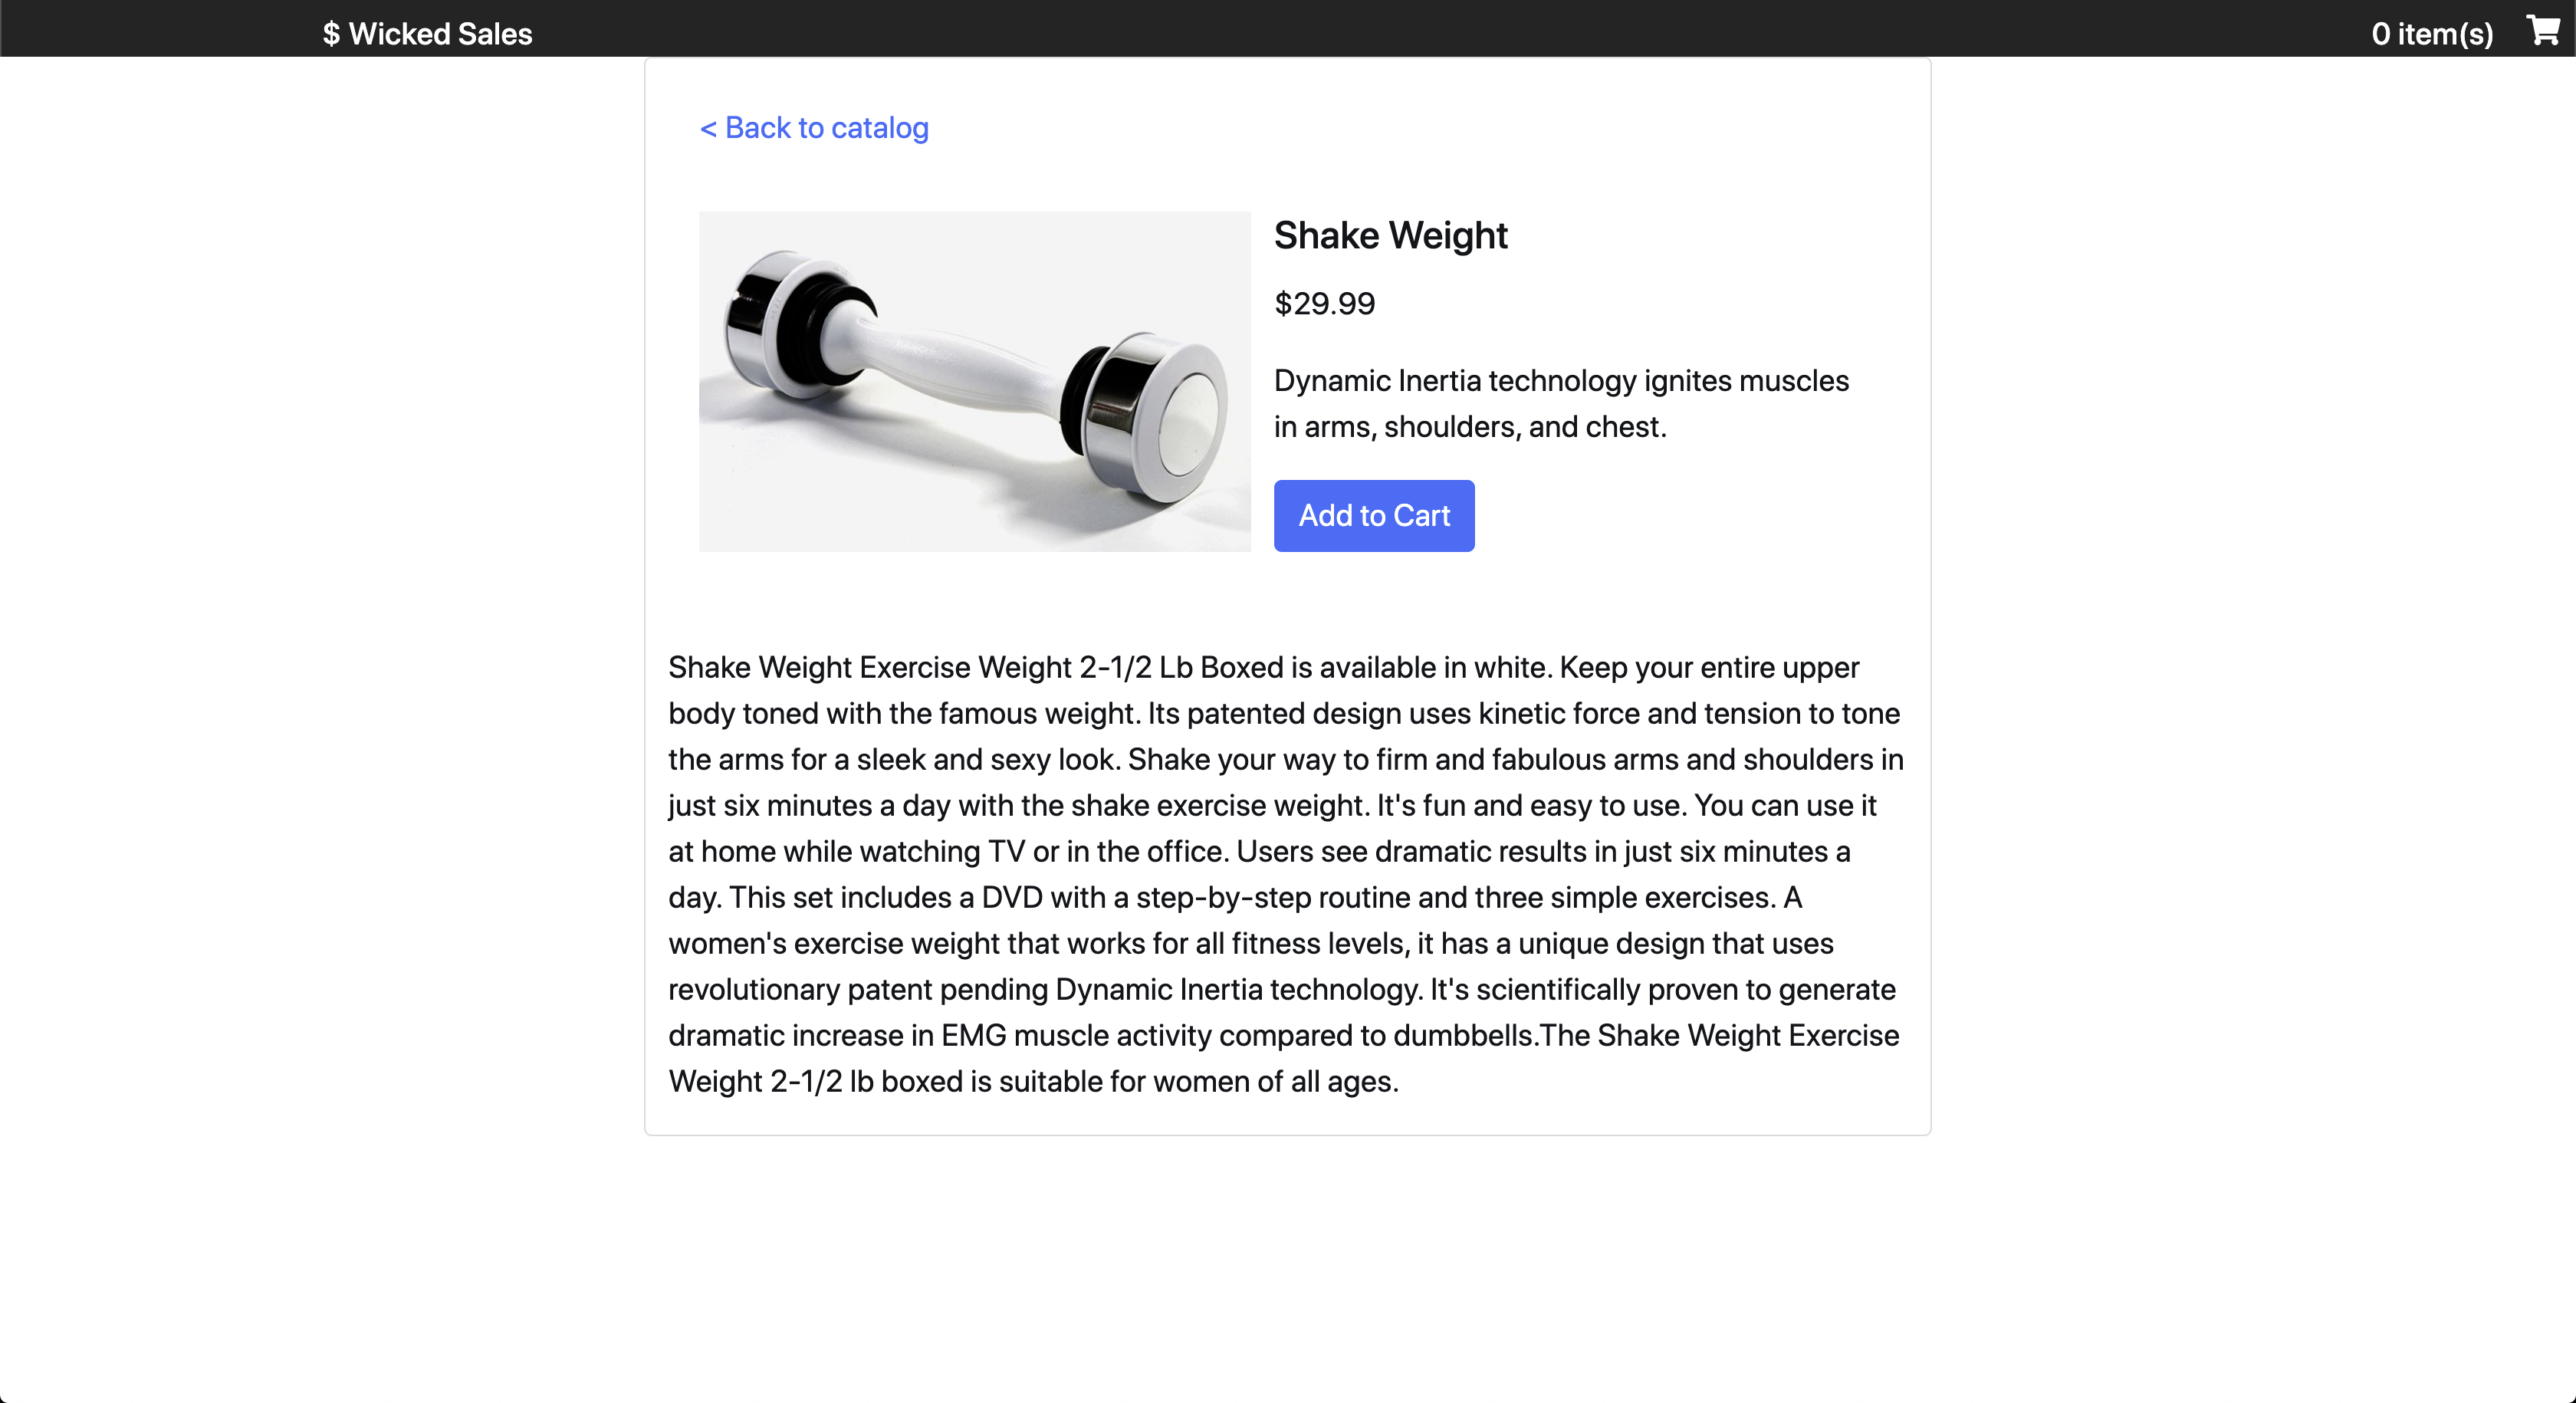 $ Wicked Sales
0 item(s)
< Back to catalog
Shake Weight
$29.99
Dynamic Inertia technology ignites muscles
in arms, shoulders, and chest.
Add to Cart
Shake Weight Exercise Weight 2-1/2 Lb Boxed is available in white. Keep your entire upper
body toned with the famous weight. Its patented design uses kinetic force and tension to tone
the arms for a sleek and sexy look. Shake your way to firm and fabulous arms and shoulders in
just six minutes a day with the shake exercise weight. It's fun and easy to use. You can use it
at home while watching TV or in the office. Users see dramatic results in just six minutes a
day. This set includes a DVD with a step-by-step routine and three simple exercises. A
women's exercise weight that works for all fitness levels, it has a unique design that uses
revolutionary patent pending Dynamic Inertia technology. It's scientifically proven to generate
dramatic increase in EMG muscle activity compared to dumbbells.The Shake Weight Exercise
Weight 2-1/2 lb boxed is suitable for women of all ages.